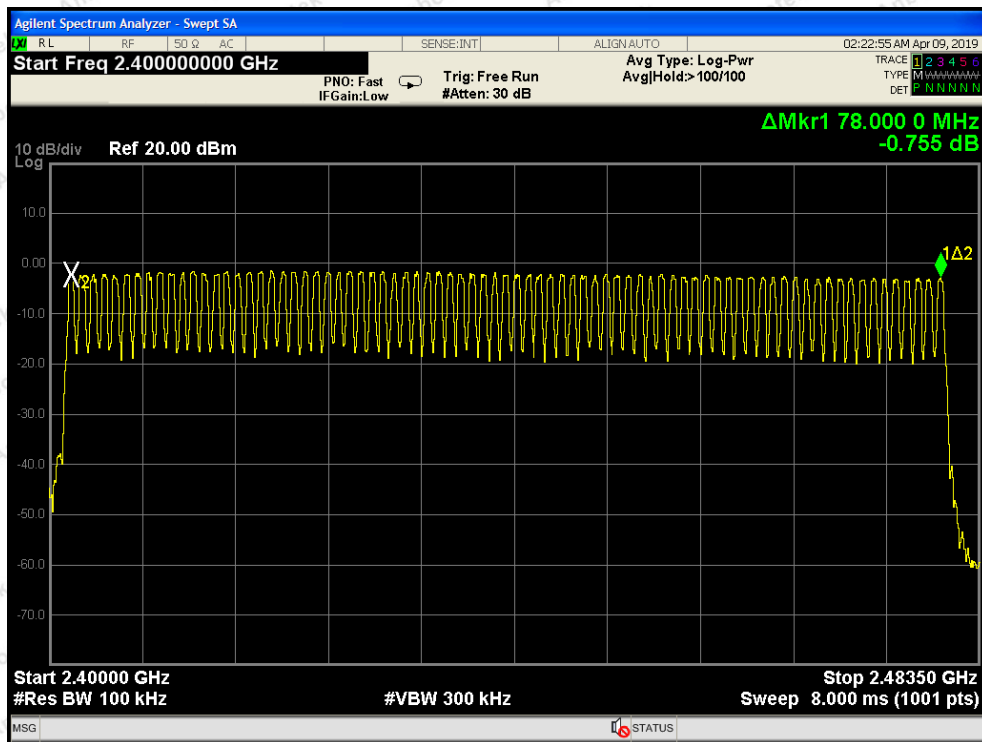 Agilent Spectrum Analyzer - Swept SA
LXI RL RF 50 Ω AC SENSE:INT ALIGN AUTO 02:22:55 AM Apr 09, 2019
Start Freq 2.400000000 GHz
PNO: Fast
IFGain:Low
Trig: Free Run
#Atten: 30 dB
Avg Type: Log-Pwr
Avg|Hold:>100/100
TRACE 1 2 3 4 5 6
TYPE M
DET P N N N N N
ΔMkr1 78.000 0 MHz
-0.755 dB
10 dB/div Ref 20.00 dBm
Log
10.0
0.00
-10.0
-20.0
-30.0
-40.0
-50.0
-60.0
-70.0
X2
1Δ2
Start 2.40000 GHz Stop 2.48350 GHz
#Res BW 100 kHz #VBW 300 kHz Sweep 8.000 ms (1001 pts)
MSG STATUS